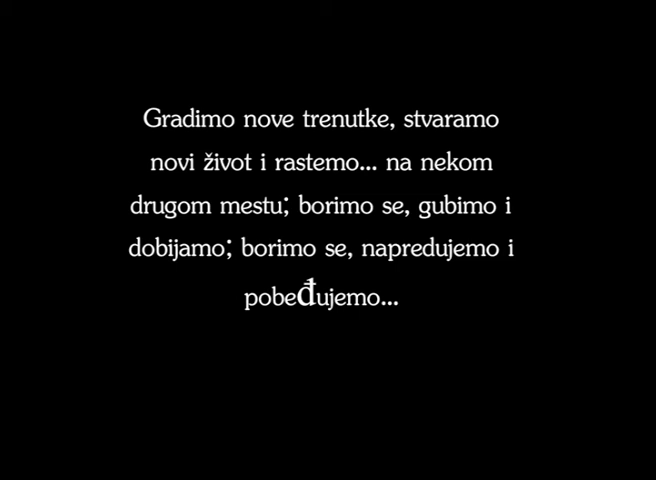 Gradimo nove trenutke, stvaramo
novi život i rastemo... na nekom
drugom mestu; borimo se, gubimo i
dobijamo; borimo se, napredujemo i
pobeđujemo...